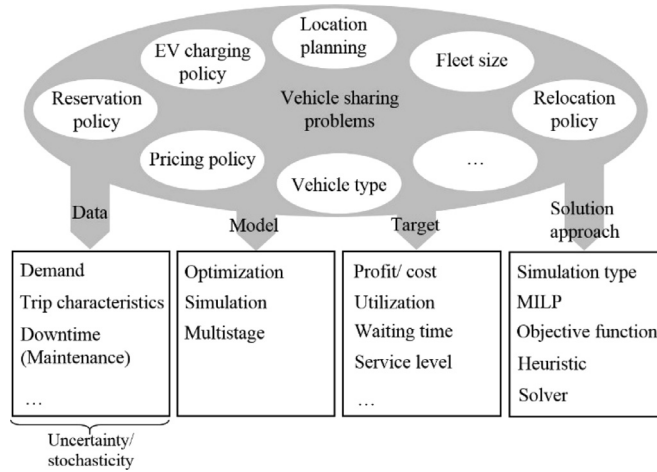 Location
planning
EV charging
policy
Fleet size
Reservation
policy
Vehicle sharing
problems
Relocation
policy
Pricing policy
Vehicle type
...
Data
Model
Target
Solution
approach
Demand
Trip characteristics
Downtime
(Maintenance)
...
Optimization
Simulation
Multistage
Profit/ cost
Utilization
Waiting time
Service level
...
Simulation type
MILP
Objective function
Heuristic
Solver
Uncertainty/
stochasticity